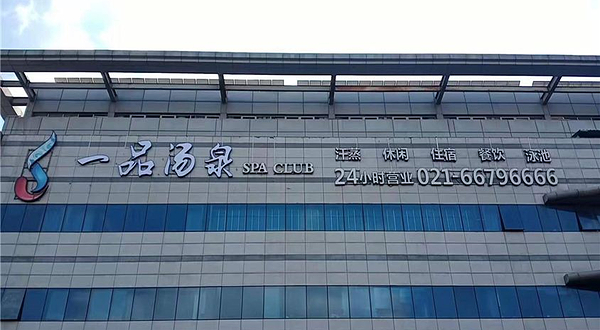 一品汤泉 SPA CLUB
汗蒸 休闲 住宿 餐饮 泳池
24小时营业 021-66796666